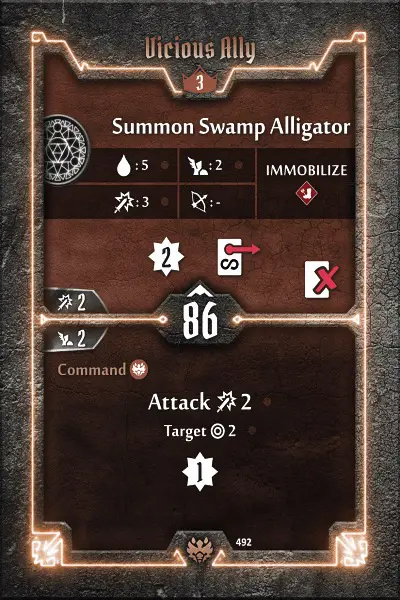 Vicious Ally
3
Summon Swamp Alligator
: 5 : 2 IMMOBILIZE
: 3 : -
2 S
2
86
2
Command
Attack 2
Target 2
1
492